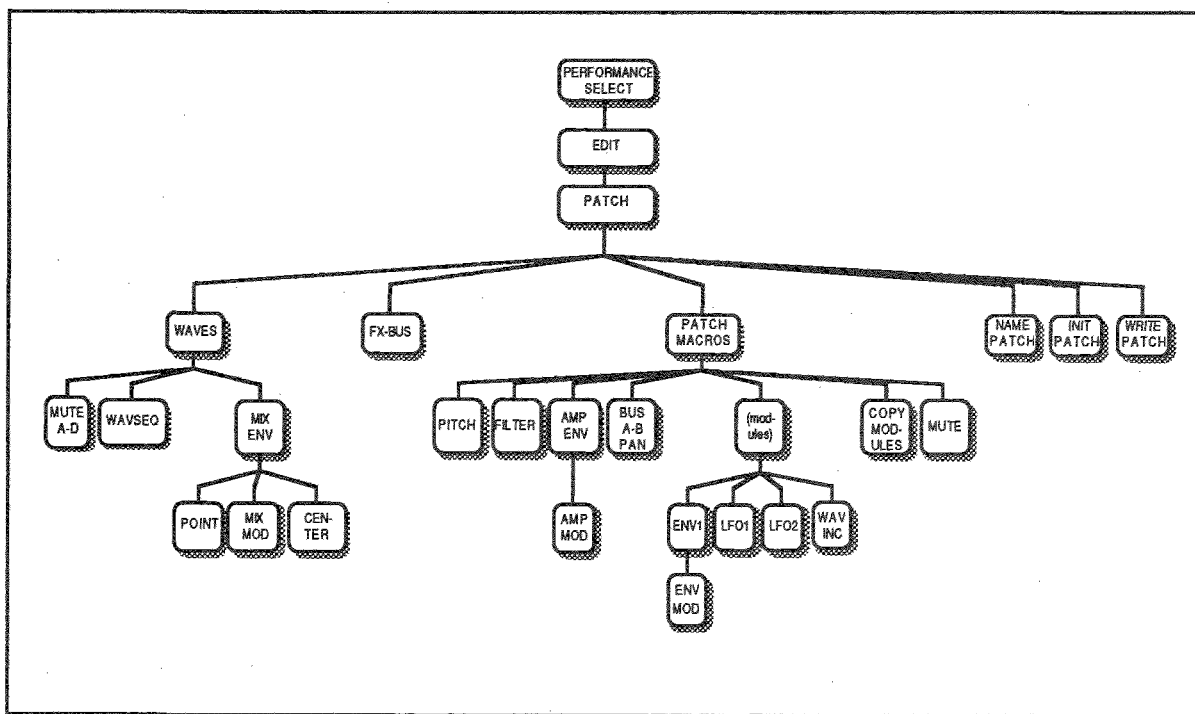 PERFORMANCE
SELECT
EDIT
PATCH
WAVES
FX-BUS
PATCH
MACROS
NAME
PATCH
INIT
PATCH
WRITE
PATCH
MUTE
A-D
WAVSEQ
MIX
ENV
PITCH
FILTER
AMP
ENV
BUS
A-B
PAN
(mod-
ules)
COPY
MOD-
ULES
MUTE
POINT
MIX
MOD
CEN-
TER
AMP
MOD
ENV1
LFO1
LFO2
WAV
INC
ENV
MOD